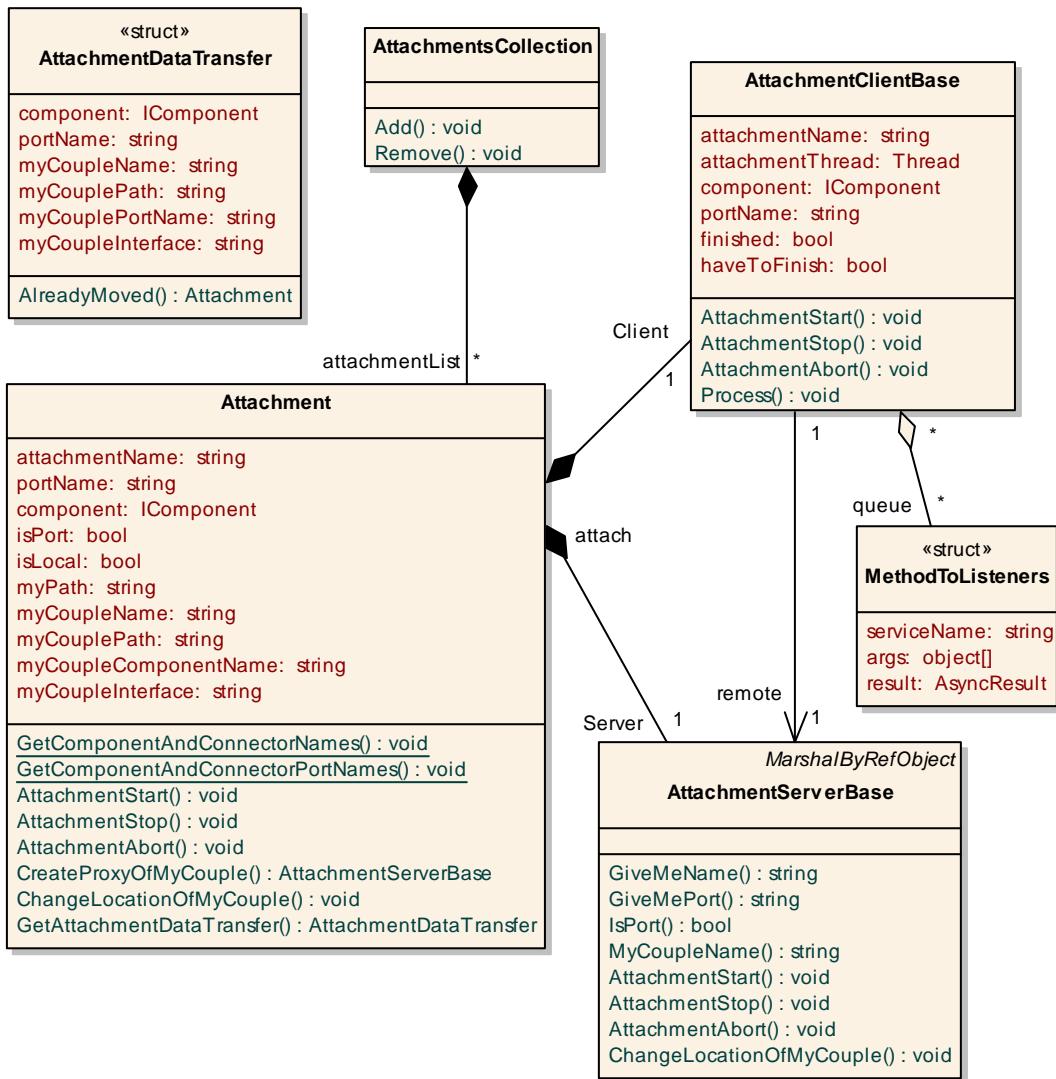 «struct»
AttachmentDataTransfer
component: IComponent
portName: string
myCoupleName: string
myCouplePath: string
myCouplePortName: string
myCoupleInterface: string
AlreadyMoved() : Attachment
AttachmentsCollection
Add() : void
Remove() : void
AttachmentClientBase
attachmentName: string
attachmentThread: Thread
component: IComponent
portName: string
finished: bool
haveToFinish: bool
AttachmentStart() : void
AttachmentStop() : void
AttachmentAbort() : void
Process() : void
attachmentList *
Client
1
Attachment
attachmentName: string
portName: string
component: IComponent
isPort: bool
isLocal: bool
myPath: string
myCoupleName: string
myCouplePath: string
myCoupleComponentName: string
myCoupleInterface: string
GetComponentAndConnectorNames() : void
GetComponentAndConnectorPortNames() : void
AttachmentStart() : void
AttachmentStop() : void
AttachmentAbort() : void
CreateProxyOfMyCouple() : AttachmentServerBase
ChangeLocationOfMyCouple() : void
GetAttachmentDataTransfer() : AttachmentDataTransfer
attach
1
*
queue
*
«struct»
MethodToListeners
serviceName: string
args: object[]
result: AsyncResult
remote
1
Server
1
MarshalByRefObject
AttachmentServerBase
GiveMeName() : string
GiveMePort() : string
IsPort() : bool
MyCoupleName() : string
AttachmentStart() : void
AttachmentStop() : void
AttachmentAbort() : void
ChangeLocationOfMyCouple() : void